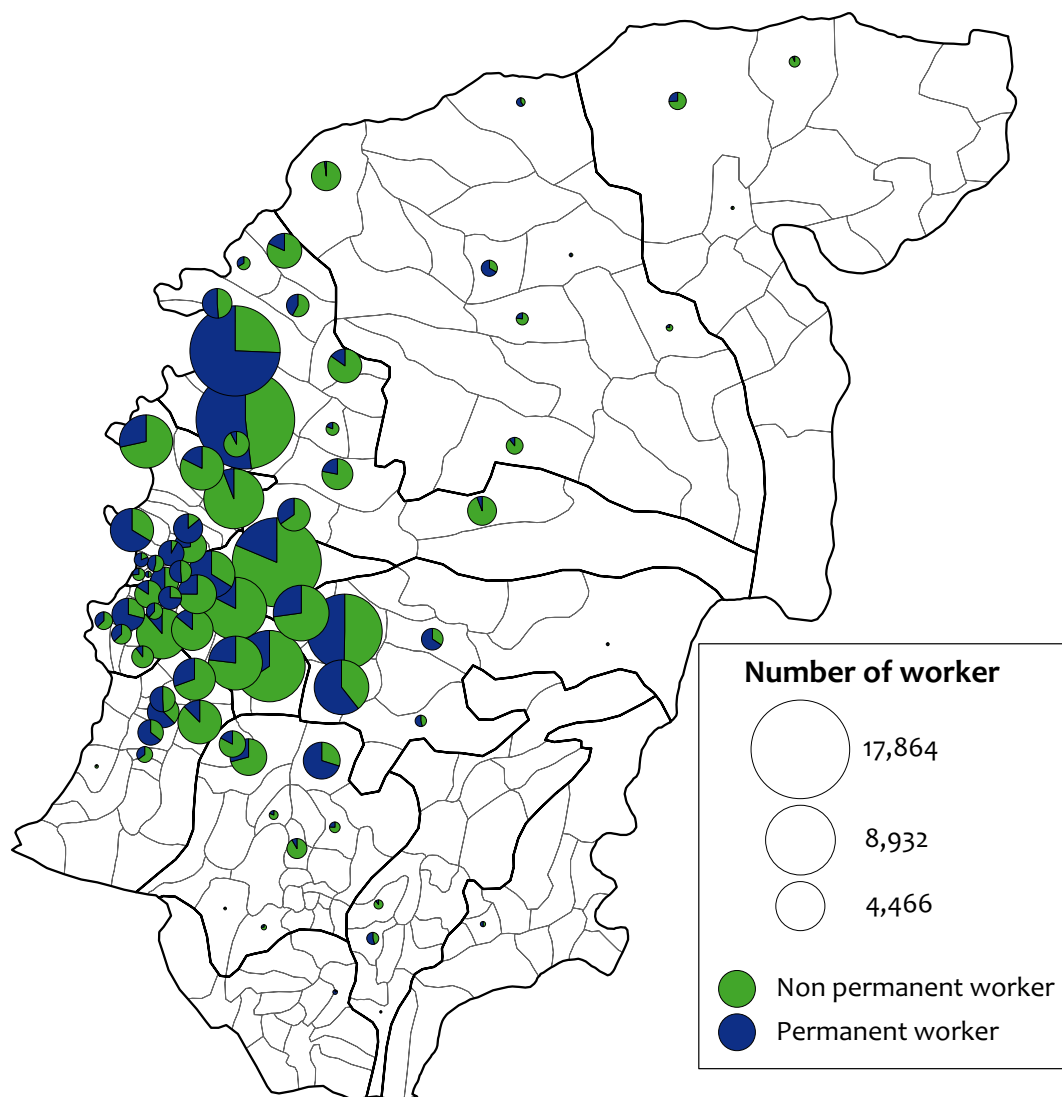 Number of worker
17,864
8,932
4,466
Non permanent worker
Permanent worker